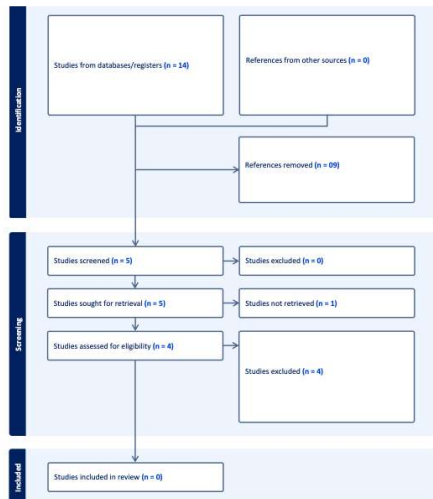 Identification
Studies from databases/registers (n = 14)
References from other sources (n = 0)
References removed (n = 09)
Screening
Studies screened (n = 5)
Studies excluded (n = 0)
Studies sought for retrieval (n = 5)
Studies not retrieved (n = 1)
Studies assessed for eligibility (n = 4)
Studies excluded (n = 4)
Included
Studies included in review (n = 0)